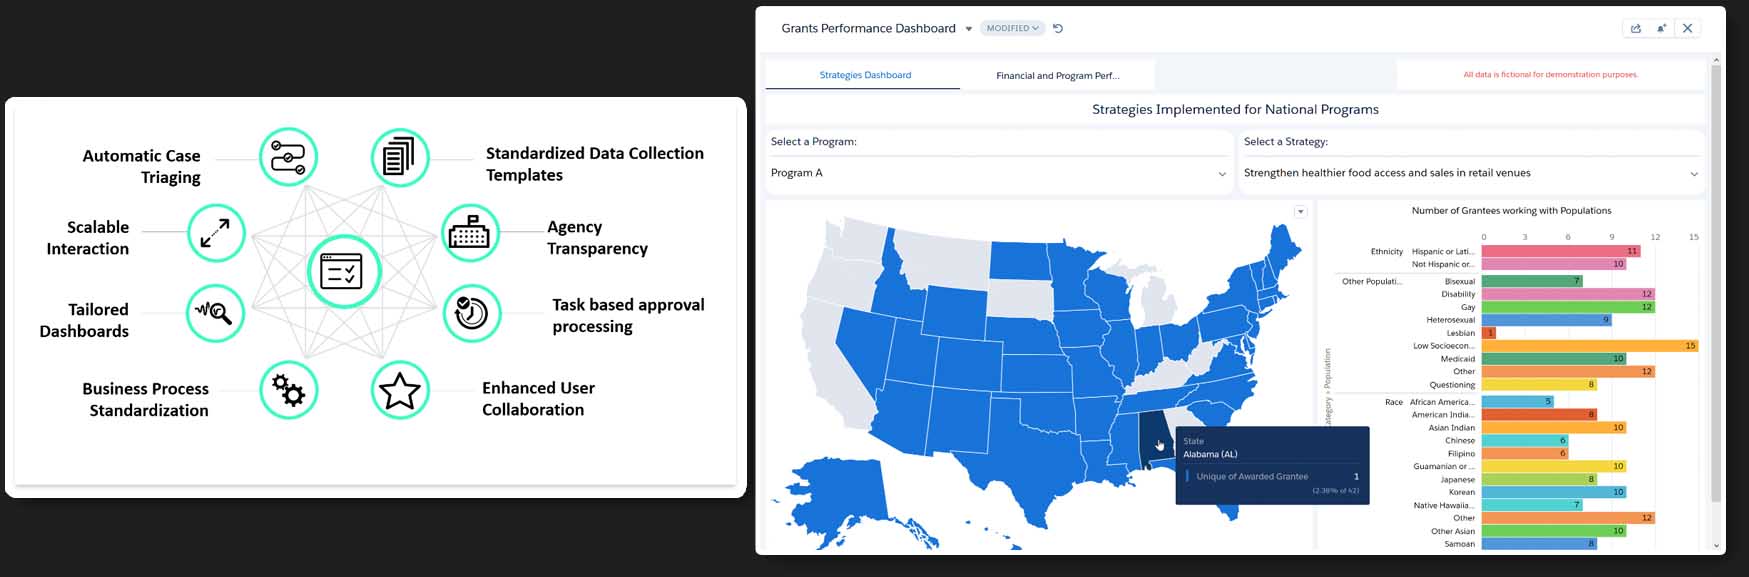 Automatic Case
Triaging
Standardized Data Collection
Templates
Scalable
Interaction
Agency
Transparency
Tailored
Dashboards
Task based approval
processing
Business Process
Standardization
Enhanced User
Collaboration
Grants Performance Dashboard
MODIFIED
Strategies Dashboard
Financial and Program Perf...
All data is fictional for demonstration purposes.
Strategies Implemented for National Programs
Select a Program:
Program A
Select a Strategy:
Strengthen healthier food access and sales in retail venues
State
Alabama (AL)
Unique of Awarded Grantee 1
(2.38% of 42)
Number of Grantees working with Populations
0 3 6 9 12 15
Ethnicity Hispanic or Lati... 11
Not Hispanic or... 10
Other Populati... Bisexual 7
Disability 12
Gay 12
Heterosexual 9
Lesbian 1
Low Socioecon... 15
Medicaid 10
Other 12
Questioning 8
Race African America... 5
American India... 8
Asian Indian 10
Chinese 6
Filipino 6
Guamanian or ... 10
Japanese 8
Korean 10
Native Hawaiia... 7
Other 12
Other Asian 10
Samoan 8
ategory > Population